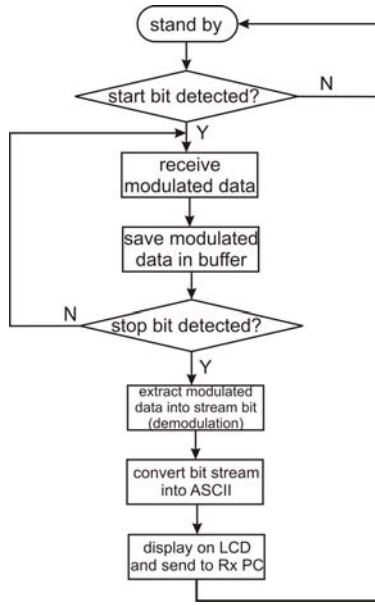 stand by
start bit detected?
N
Y
receive
modulated data
save modulated
data in buffer
N
stop bit detected?
Y
extract modulated
data into stream bit
(demodulation)
convert bit stream
into ASCII
display on LCD
and send to Rx PC